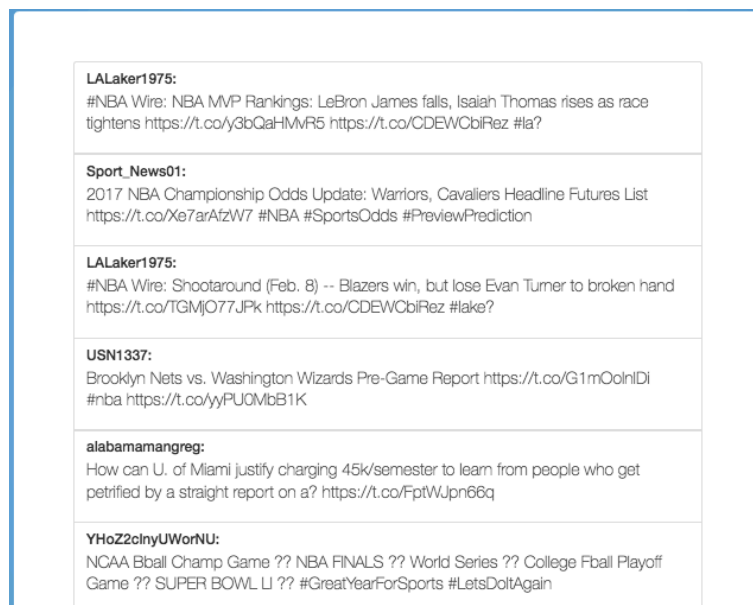 LALaker1975:
#NBA Wire: NBA MVP Rankings: LeBron James falls, Isaiah Thomas rises as race
tightens https://t.co/y3bQaHMvR5 https://t.co/CDEWCbiRez #la?
Sport_News01:
2017 NBA Championship Odds Update: Warriors, Cavaliers Headline Futures List
https://t.co/Xe7arAfzW7 #NBA #SportsOdds #PreviewPrediction
LALaker1975:
#NBA Wire: Shootaround (Feb. 8) -- Blazers win, but lose Evan Turner to broken hand
https://t.co/TGMjO77JPk https://t.co/CDEWCbiRez #lake?
USN1337:
Brooklyn Nets vs. Washington Wizards Pre-Game Report https://t.co/G1mOolnlDi
#nba https://t.co/yyPU0MbB1K
alabamamangreg:
How can U. of Miami justify charging 45k/semester to learn from people who get
petrified by a straight report on a? https://t.co/FptWJpn66q
YHoZ2clnyUWorNU:
NCAA Bball Champ Game ?? NBA FINALS ?? World Series ?? College Fball Playoff
Game ?? SUPER BOWL LI ?? #GreatYearForSports #LetsDoItAgain